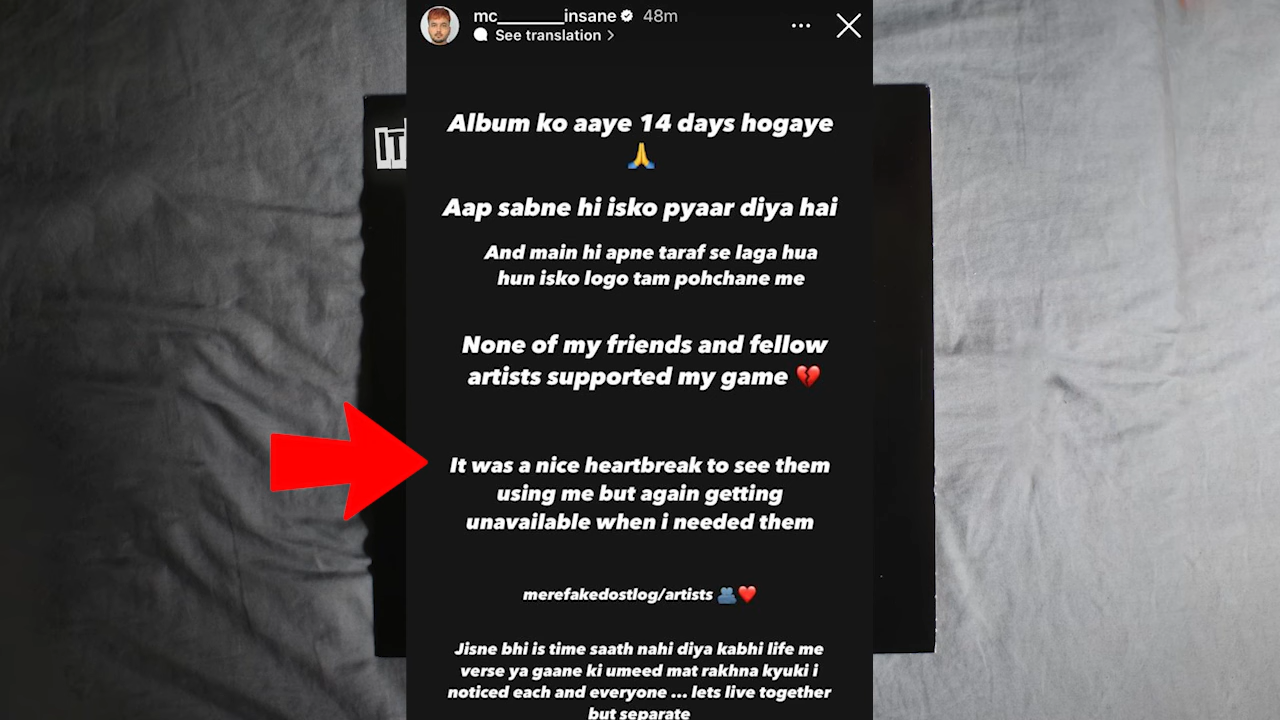 mc_______insane 48m
See translation >
IT
Album ko aaye 14 days hogaye
🙏
Aap sabne hi isko pyaar diya hai
And main hi apne taraf se laga hua
hun isko logo tam pohchane me
None of my friends and fellow
artists supported my game 💔
It was a nice heartbreak to see them
using me but again getting
unavailable when i needed them
merefakedostlog/artists 🫂❤️
Jisne bhi is time saath nahi diya kabhi life me
verse ya gaane ki umeed mat rakhna kyuki i
noticed each and everyone ... lets live together
but separate